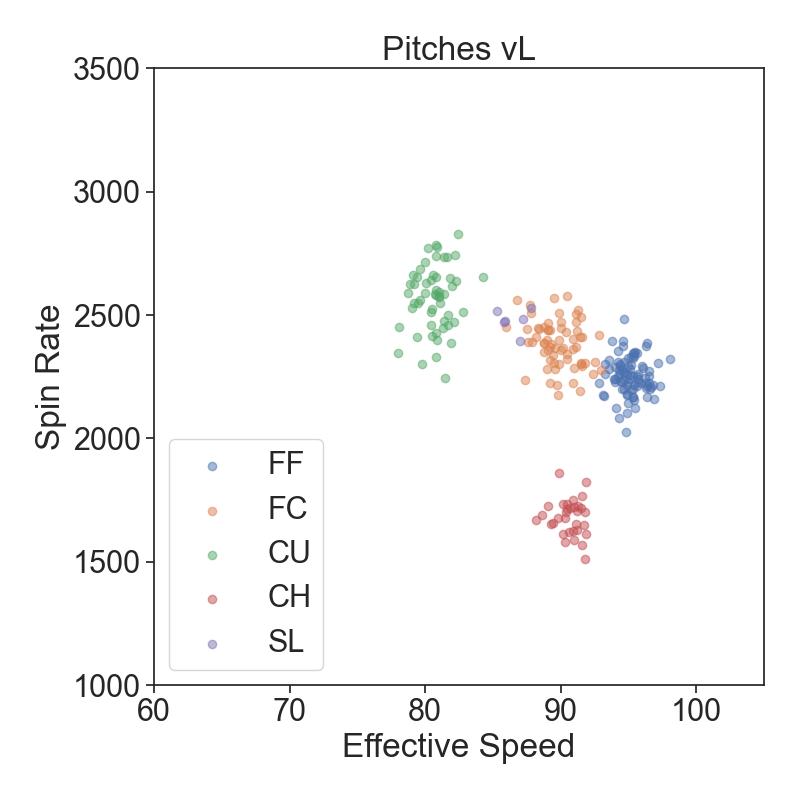 Pitches vL
3500
3000
2500
2000
1500
1000
Spin Rate
FF
FC
CU
CH
SL
60 70 80 90 100
Effective Speed